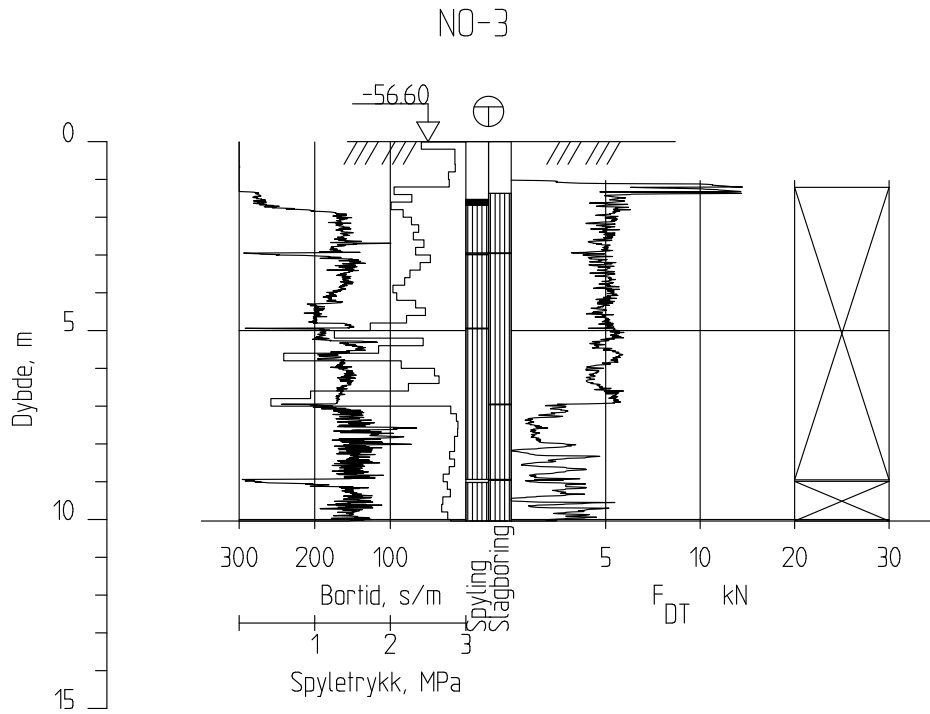 NO-3
-56.60
0
5
10
15
Dybde, m
300 200 100
Bortid, s/m
1 2 3
Spyletrykk, MPa
Spyling
Slagboring
5 10 20 30
FDT kN